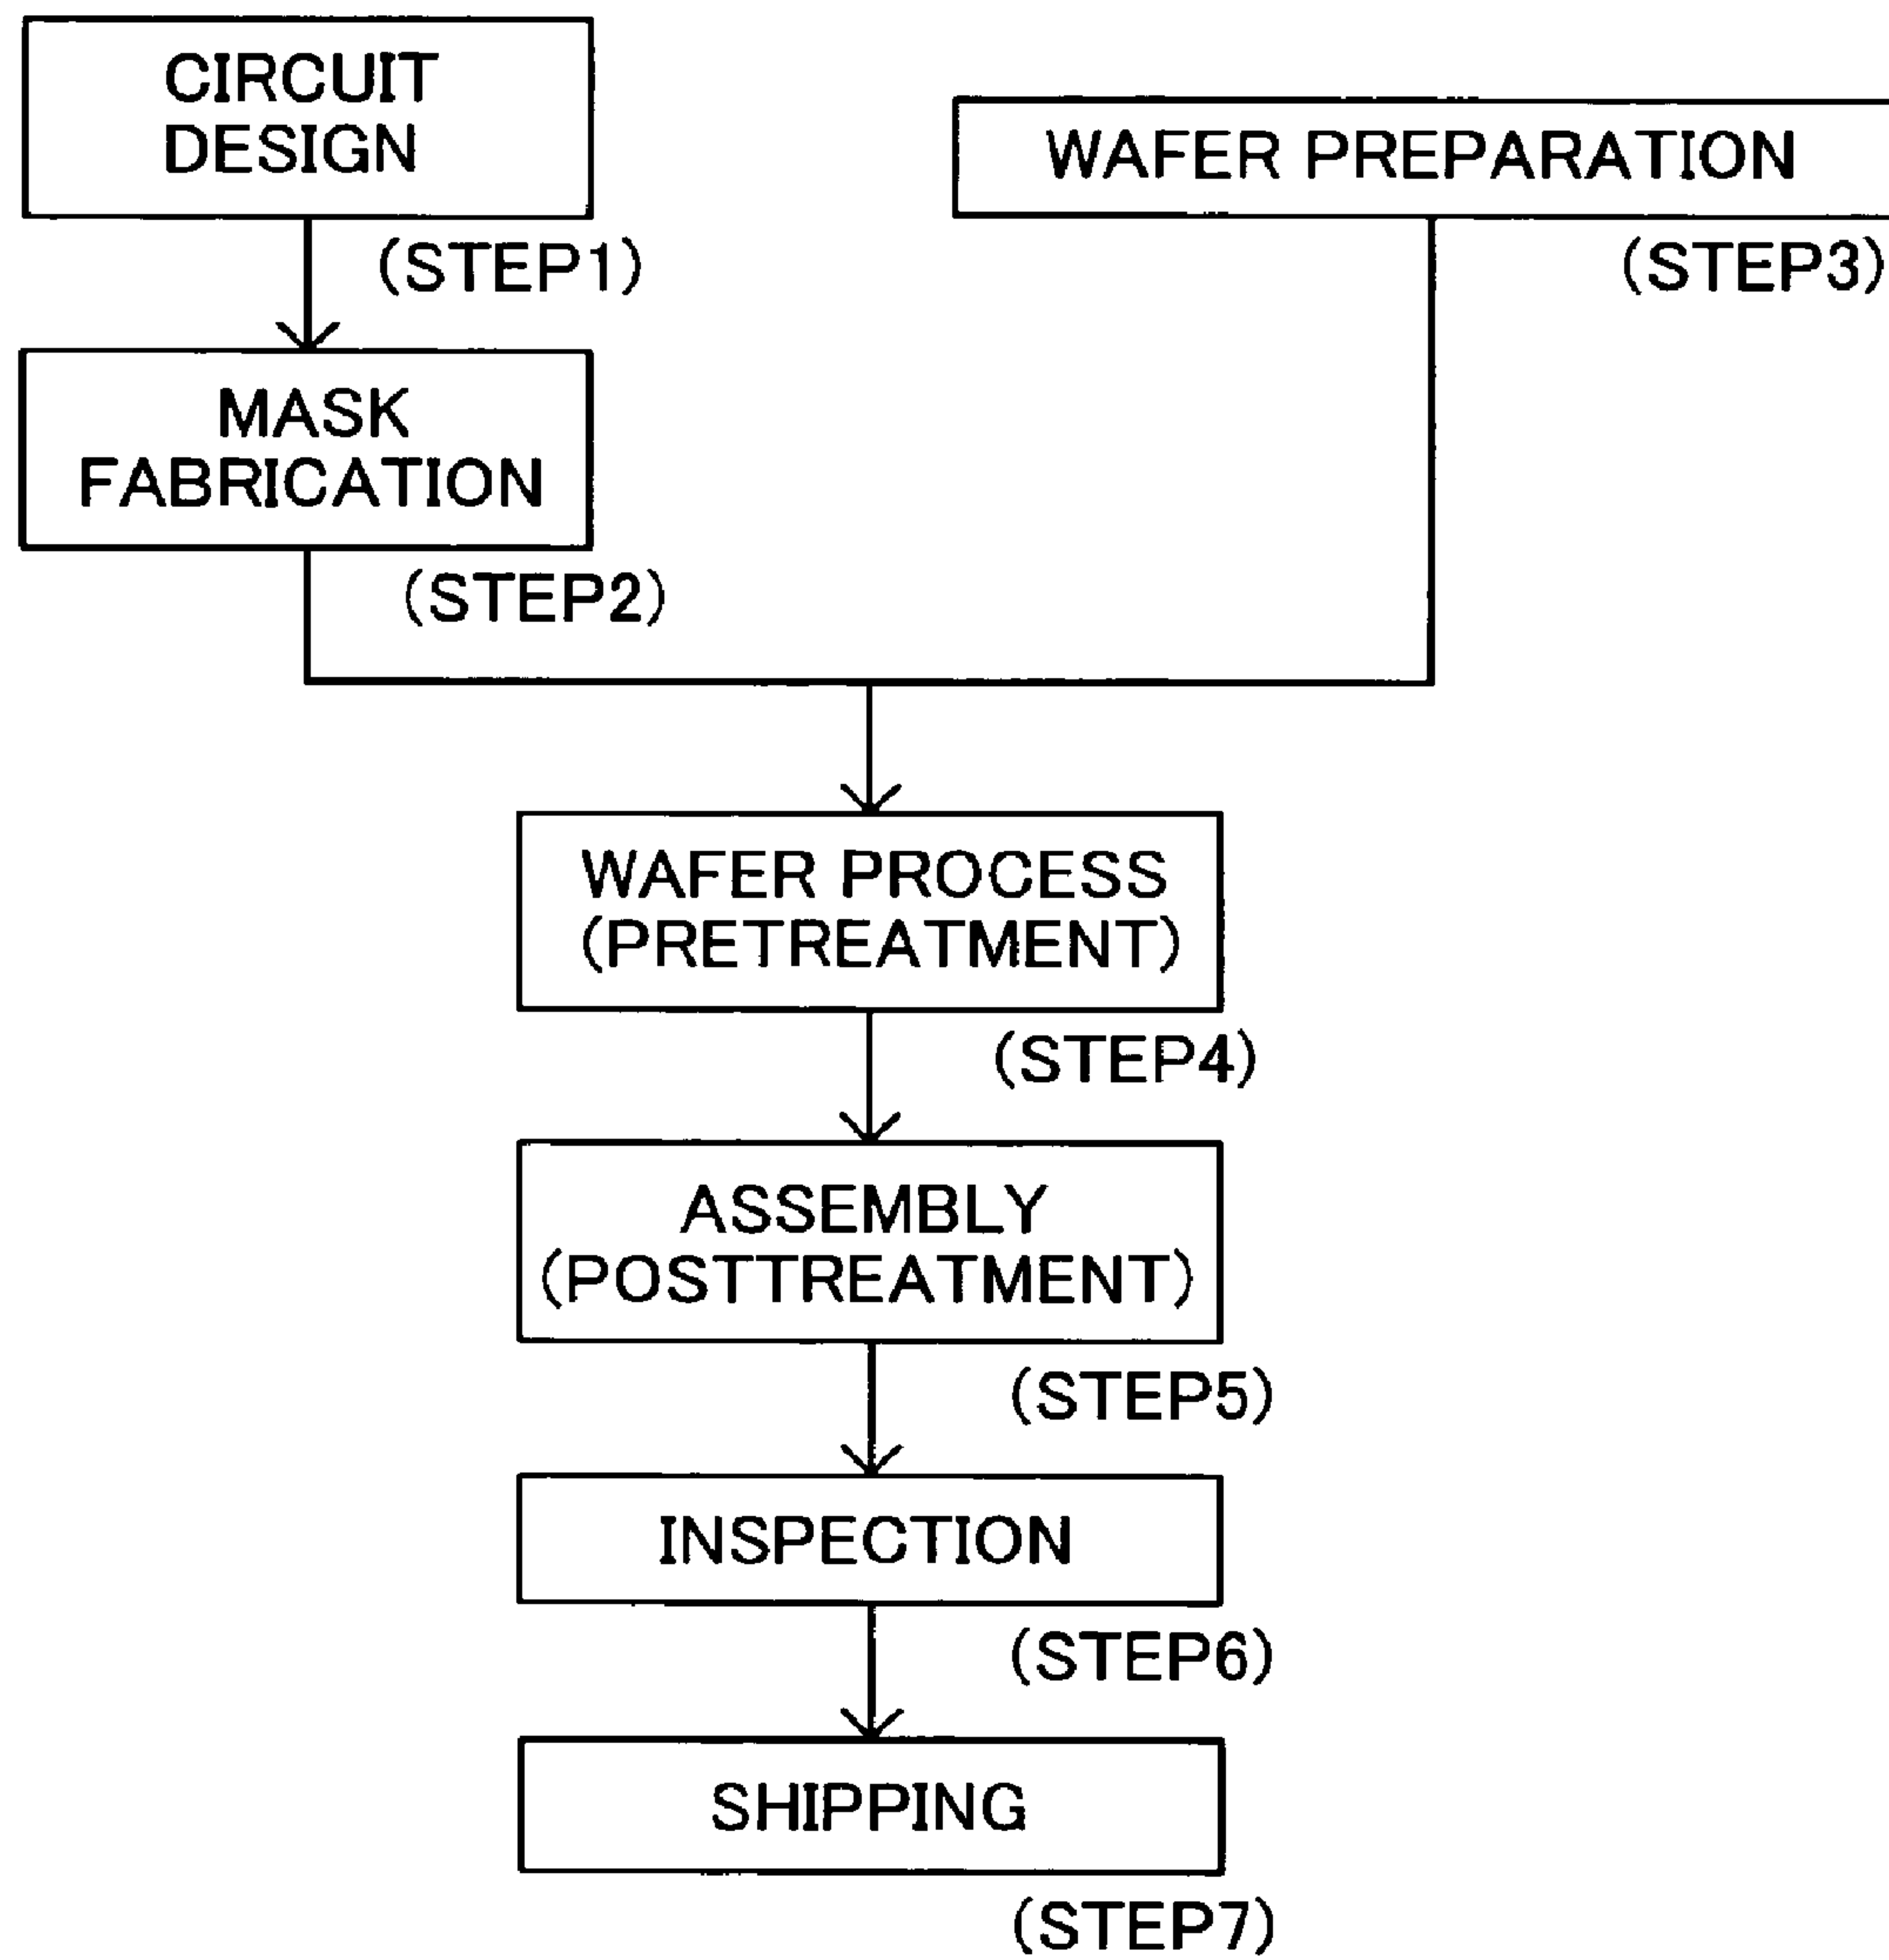 CIRCUIT
DESIGN
(STEP1)
WAFER PREPARATION
(STEP3)
MASK
FABRICATION
(STEP2)
WAFER PROCESS
(PRETREATMENT)
(STEP4)
ASSEMBLY
(POSTTREATMENT)
(STEP5)
INSPECTION
(STEP6)
SHIPPING
(STEP7)